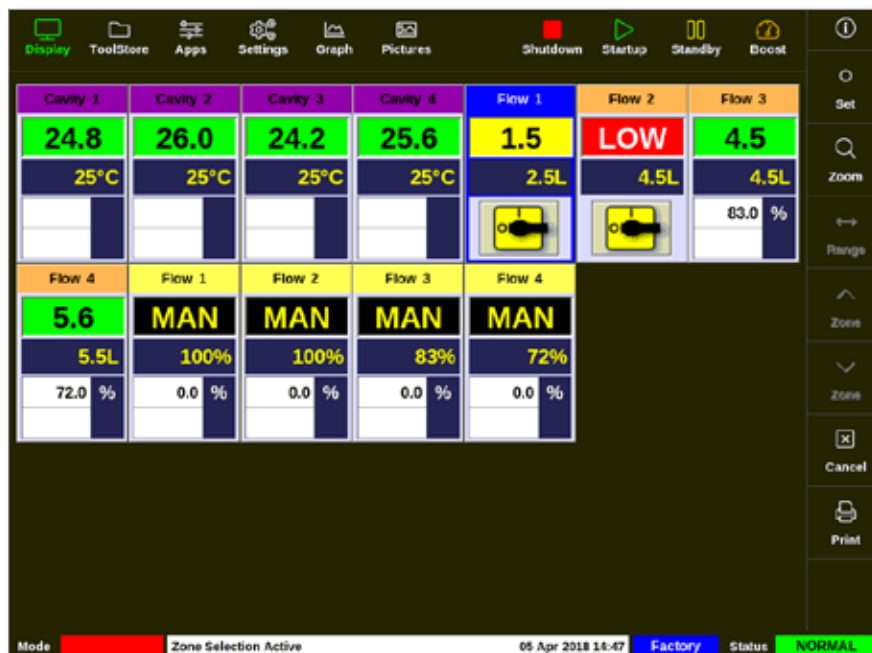 Display ToolStore Apps Settings Graph Pictures Shutdown Startup Standby Boost
Set
Zoom
Range
Zone
Zone
Cancel
Print
Cavity 1 Cavity 2 Cavity 3 Cavity 4 Flow 1 Flow 2 Flow 3
24.8 26.0 24.2 25.6 1.5 LOW 4.5
25°C 25°C 25°C 25°C 2.5L 4.5L 4.5L
83.0 %
Flow 4 Flow 1 Flow 2 Flow 3 Flow 4
5.6 MAN MAN MAN MAN
5.5L 100% 100% 83% 72%
72.0 % 0.0 % 0.0 % 0.0 % 0.0 %
Mode Zone Selection Active 05 Apr 2018 14:47 Factory Status NORMAL